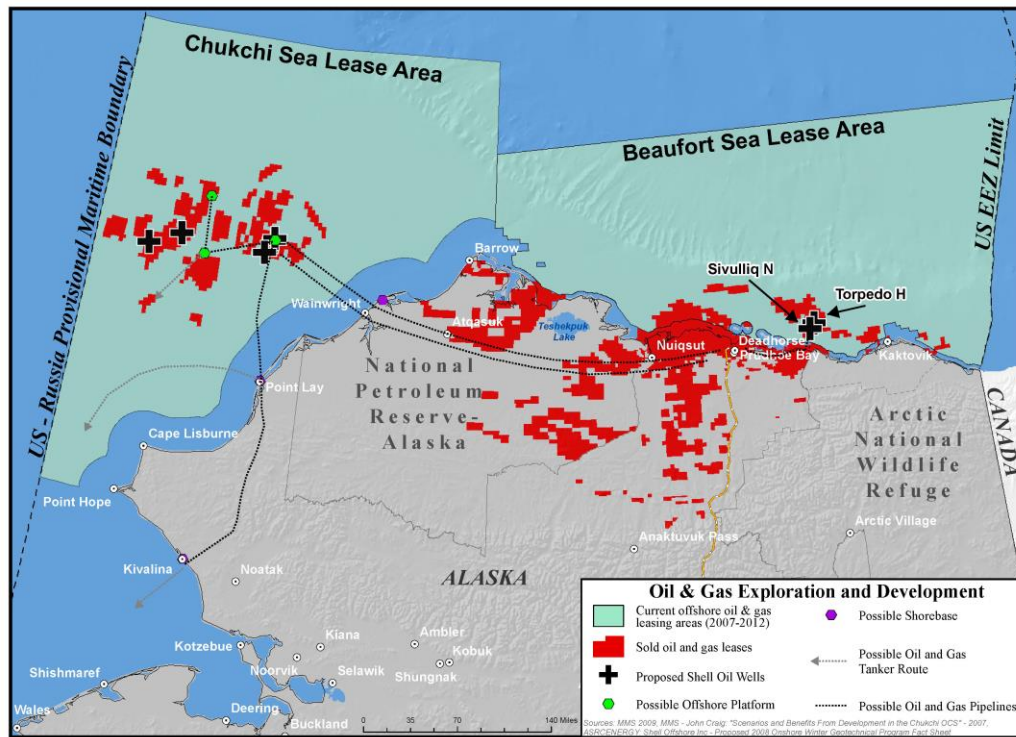 Chukchi Sea Lease Area
Beaufort Sea Lease Area
US - Russia Provisional Maritime Boundary
US EEZ Limit
Sivulliq N
Torpedo H
Barrow
Wainwright
Atqasuk
Teshekpuk
Lake
Nuiqsut
Deadhorse
Prudhoe Bay
Kaktovik
Point Lay
National
Petroleum
Reserve-
Alaska
Arctic
National
Wildlife
Refuge
CANADA
Cape Lisburne
Point Hope
Arctic Village
Anaktuvuk Pass
Kivalina
Noatak
ALASKA
Kotzebue
Kiana
Ambler
Kobuk
Noorvik
Selawik
Shungnak
Shishmaref
Wales
Deering
Buckland
0 35 70 140 Miles
Oil & Gas Exploration and Development
Current offshore oil & gas
leasing areas (2007-2012)
Sold oil and gas leases
Proposed Shell Oil Wells
Possible Offshore Platform
Possible Shorebase
Possible Oil and Gas
Tanker Route
Possible Oil and Gas Pipelines
Sources: MMS 2009, MMS - John Craig: "Scenarios and Benefits From Development in the Chukchi OCS" - 2007,
ASRCENERGY: Shell Offshore Inc - Proposed 2008 Onshore Winter Geotechnical Program Fact Sheet